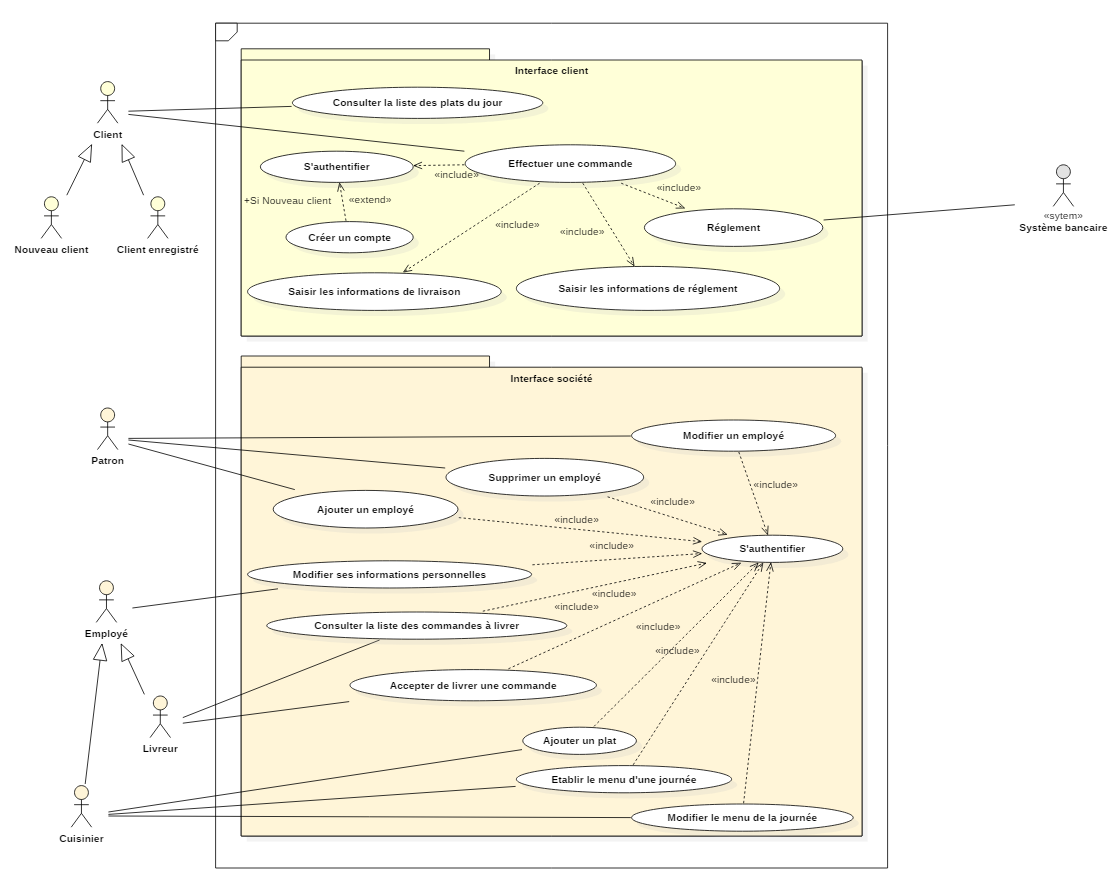 Interface client
Consulter la liste des plats du jour
Client
S'authentifier
Effectuer une commande
«include»
«include»
+Si Nouveau client
«extend»
«sytem»
Système bancaire
Nouveau client
Client enregistré
Créer un compte
«include»
«include»
Réglement
Saisir les informations de livraison
Saisir les informations de réglement
Interface société
Patron
Modifier un employé
Supprimer un employé
«include»
Ajouter un employé
«include»
«include»
S'authentifier
«include»
Modifier ses informations personnelles
«include»
«include»
Employé
Consulter la liste des commandes à livrer
«include»
«include»
Accepter de livrer une commande
«include»
Livreur
Ajouter un plat
Etablir le menu d'une journée
Modifier le menu de la journée
Cuisinier